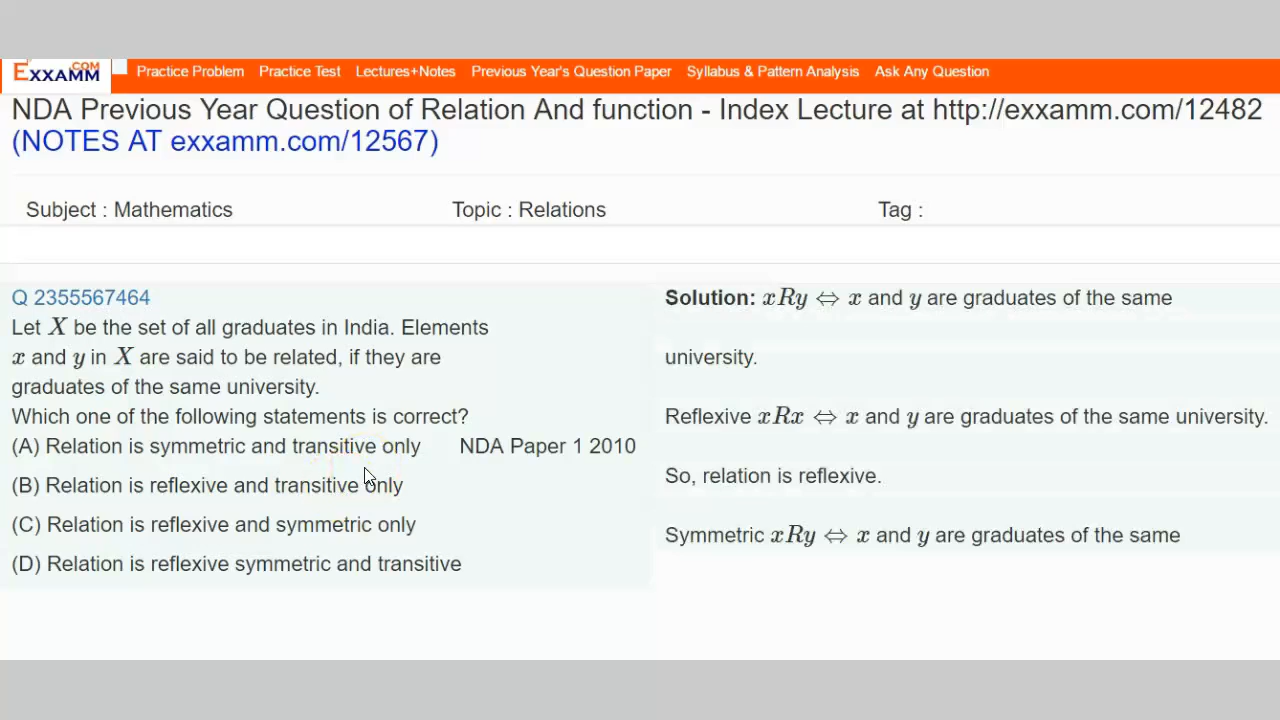 EXXAMM .COM
Practice Problem Practice Test Lectures+Notes Previous Year's Question Paper Syllabus & Pattern Analysis Ask Any Question
NDA Previous Year Question of Relation And function - Index Lecture at http://exxamm.com/12482
(NOTES AT exxamm.com/12567)
Subject : Mathematics Topic : Relations Tag :
Q 2355567464
Let X be the set of all graduates in India. Elements
x and y in X are said to be related, if they are
graduates of the same university.
Which one of the following statements is correct?
(A) Relation is symmetric and transitive only NDA Paper 1 2010
(B) Relation is reflexive and transitive only
(C) Relation is reflexive and symmetric only
(D) Relation is reflexive symmetric and transitive
Solution: xRy ⇔ x and y are graduates of the same
university.
Reflexive xRx ⇔ x and y are graduates of the same university.
So, relation is reflexive.
Symmetric xRy ⇔ x and y are graduates of the same